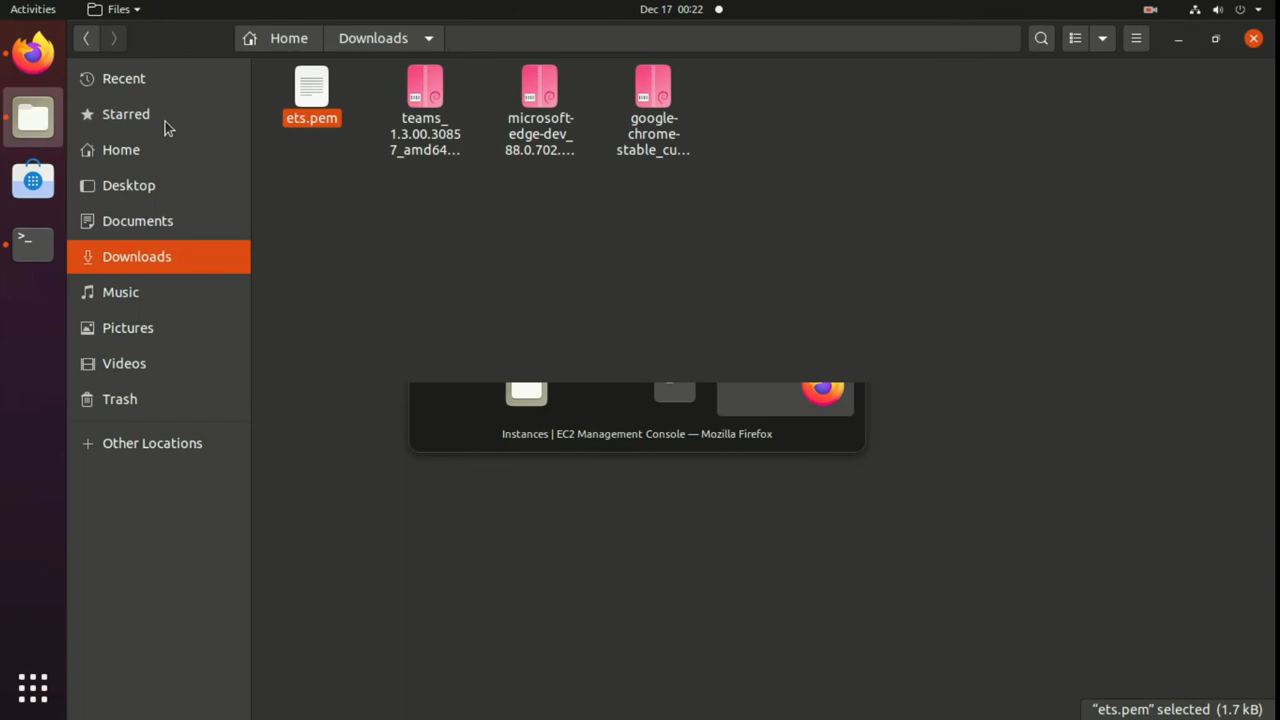 Activities
Files
Dec 17 00:22
Home
Downloads
Recent
Starred
Home
Desktop
Documents
Downloads
Music
Pictures
Videos
Trash
Other Locations
ets.pem
teams_
1.3.00.3085
7_amd64...
microsoft-
edge-dev_
88.0.702....
google-
chrome-
stable_cu...
>_
Instances | EC2 Management Console — Mozilla Firefox
“ets.pem” selected (1.7 kB)